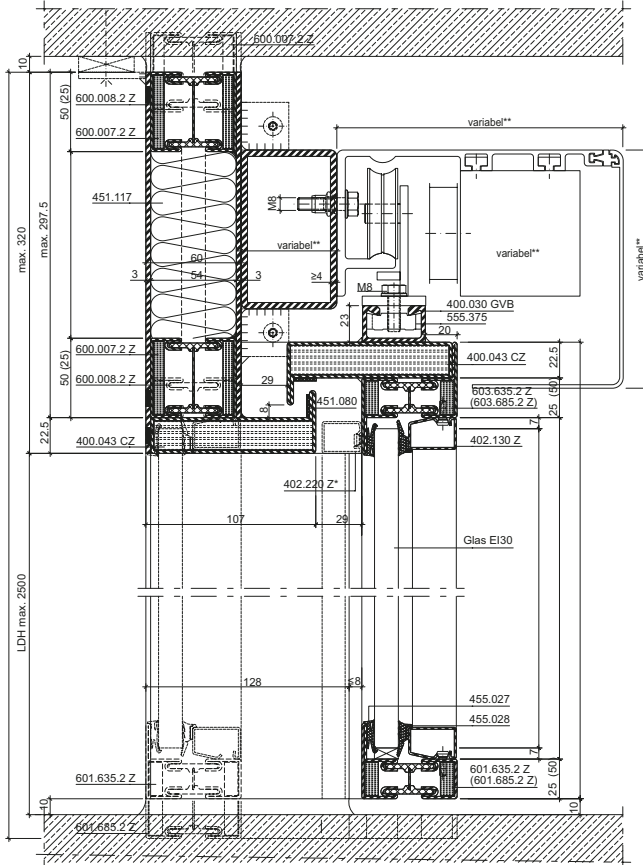 10
600.007.2 Z
600.008.2 Z
50 (25)
600.007.2 Z
variabel**
451.117
M8
max. 320
max. 297.5
variabel**
variabel**
variabel**
60
3
54
3
≥4
M8
400.030 GVB
555.375
23
20
600.007.2 Z
400.043 CZ
22.5
50 (25)
600.008.2 Z
29
603.635.2 Z
(603.685.2 Z)
25 (50)
8
451.080
7
22.5
400.043 CZ
402.130 Z
402.220 Z*
107
29
Glas EI30
LDH max. 2500
128
≤8
455.027
455.028
7
601.635.2 Z
601.635.2 Z
(601.685.2 Z)
25 (50)
10
10
601.685.2 Z